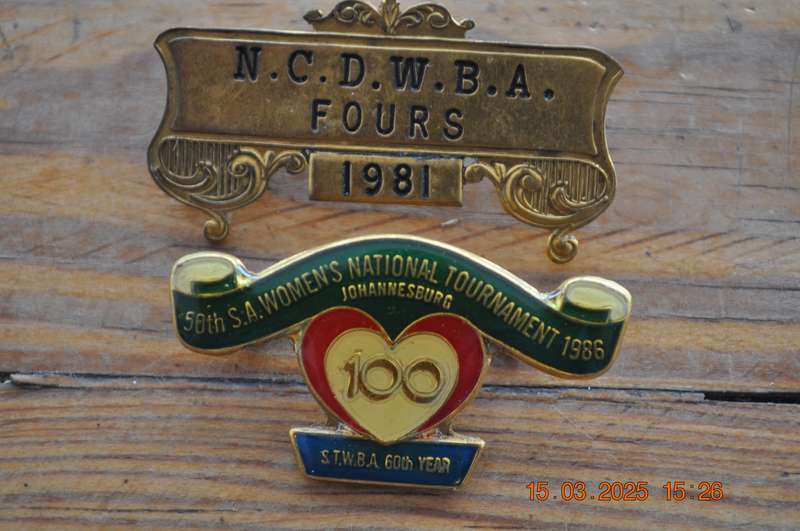 N.C.D.W.B.A.
FOURS
1981
50th S.A. WOMEN'S NATIONAL TOURNAMENT 1986
JOHANNESBURG
100
S.T.W.B.A. 60th YEAR
15.03.2025 15:26